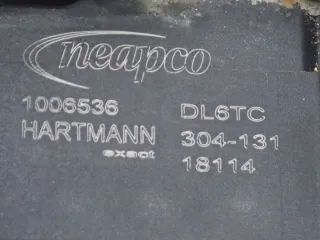 neapco
1006536 DL6TC
HARTMANN 304-131
exact 18114